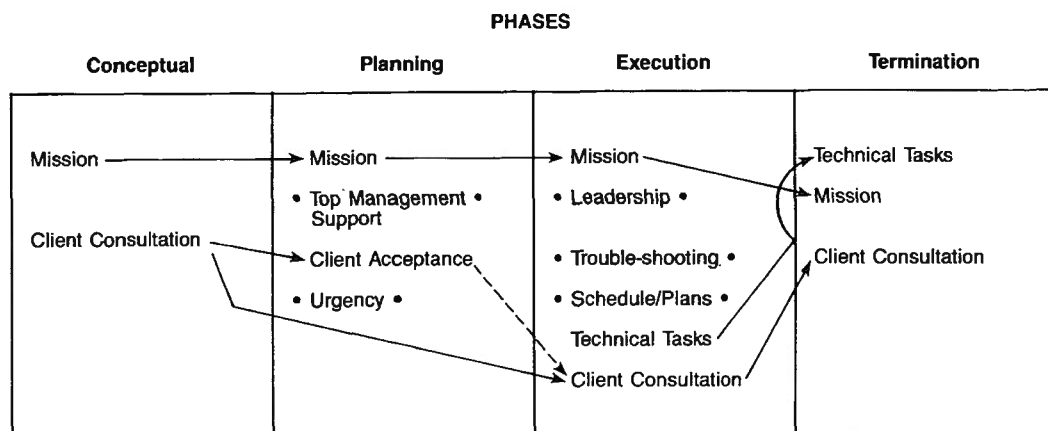 PHASES
Conceptual
Planning
Execution
Termination
Mission
Client Consultation
Mission
• Top Management •
Support
Client Acceptance
• Urgency •
Mission
• Leadership •
• Trouble-shooting •
• Schedule/Plans •
Technical Tasks
Client Consultation
Technical Tasks
Mission
Client Consultation